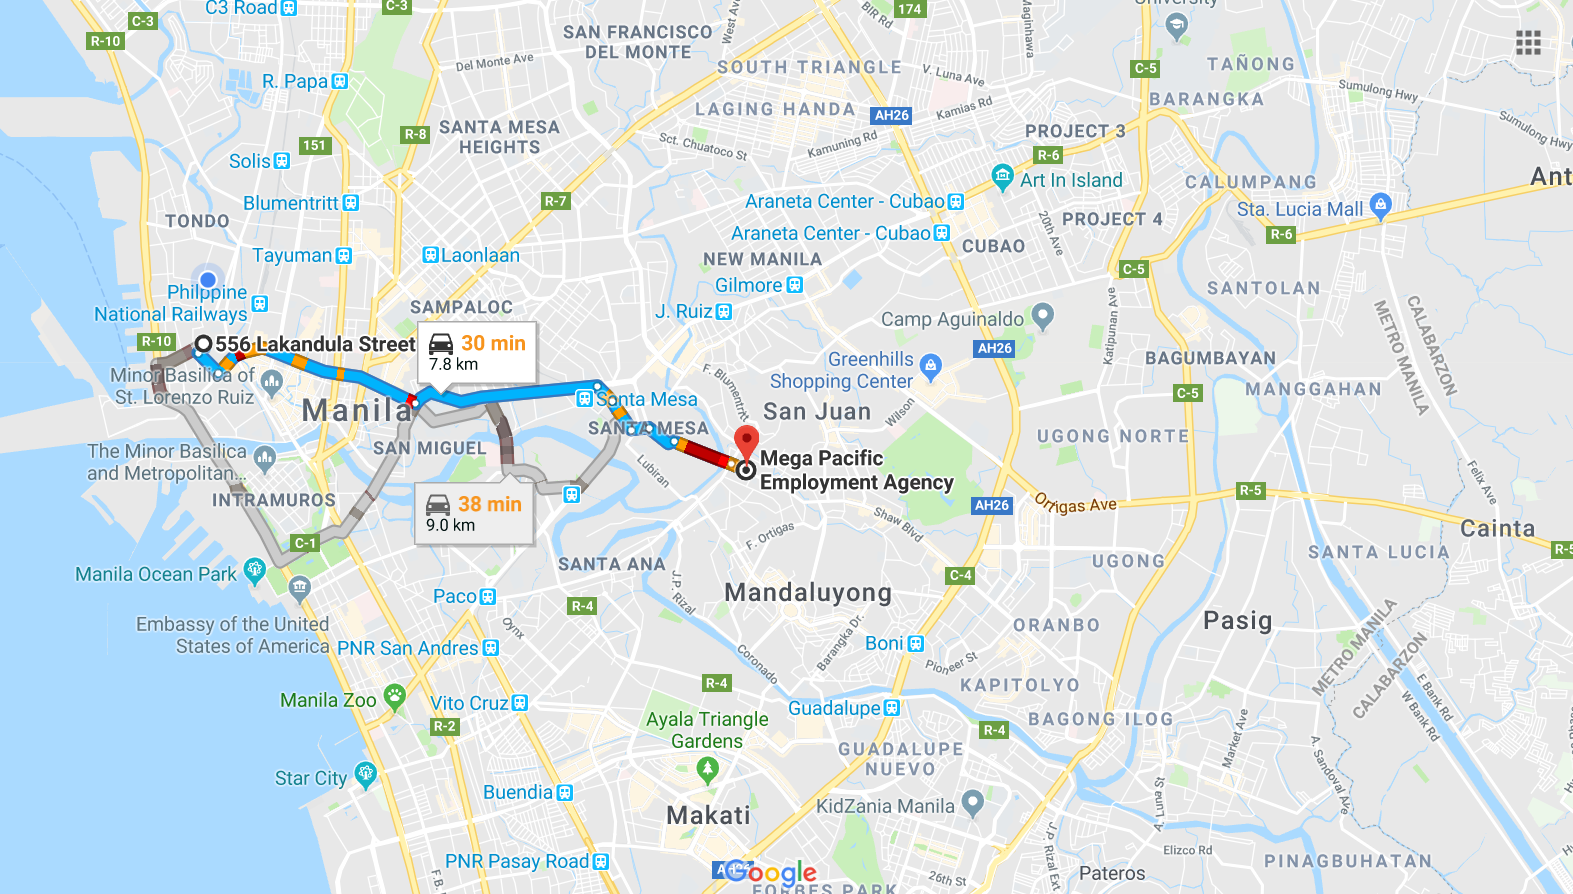 C3 Road
C-3
C-3
R-10
174
University
BIR Rd
West Ave
Maginhawa
SAN FRANCISCO
DEL MONTE
Del Monte Ave
SOUTH TRIANGLE
V. Luna Ave
C-5
TAÑONG
R. Papa
LAGING HANDA
AH26
Kamias Rd
BARANGKA
Sumulong Hwy
Sumulong Hwy
R-8
SANTA MESA
HEIGHTS
151
Solis
Sct. Chuatoco St
Kamuning Rd
PROJECT 3
R-6
Art In Island
CALUMPANG
Ant
Blumentritt
R-7
TONDO
Araneta Center - Cubao
Araneta Center - Cubao
20th Ave
PROJECT 4
Sta. Lucia Mall
R-6
CUBAO
Tayuman
Laonlaan
NEW MANILA
C-5
Gilmore
Katipunan Ave
SANTOLAN
Philppine
National Railways
SAMPALOC
J. Ruiz
Camp Aguinaldo
METRO MANILA
CALABARZON
R-10
556 Lakandula Street
30 min
7.8 km
AH26
BAGUMBAYAN
Greenhills
Shopping Center
F. Blumentritt
Minor Basilica of
St. Lorenzo Ruiz
C-5
MANGGAHAN
Manila
Santa Mesa
San Juan
Wilson
SANTA MESA
UGONG NORTE
SAN MIGUEL
The Minor Basilica
and Metropolitan...
Lubiran
Mega Pacific
Employment Agency
Felix Ave
INTRAMUROS
38 min
9.0 km
AH26
Ortigas Ave
R-5
Cainta
Shaw Blvd
F. Ortigas
C-1
SANTA LUCIA
R-5
UGONG
SANTA ANA
Manila Ocean Park
C-4
Mandaluyong
J.P. Rizal
Paco
R-4
Oynx
Embassy of the United
States of America
PNR San Andres
Boni
Barangka Dr.
ORANBO
Pasig
METRO MANILA
CALABARZON
Coronado
Pioneer St
KAPITOLYO
R-4
E Bank Rd
W Bank Rd
Manila Zoo
Vito Cruz
Guadalupe
R-2
Ayala Triangle
Gardens
BAGONG ILOG
R-4
Market Ave
A. Sandoval Ave
GUADALUPE
NUEVO
Star City
Buendia
A. Luna St
KidZania Manila
Makati
J.P. Rizal Ext
Elizco Rd
PNR Pasay Road
Google
Pateros
PINAGBUHATAN
26th St
FORBES PARK
F.B.